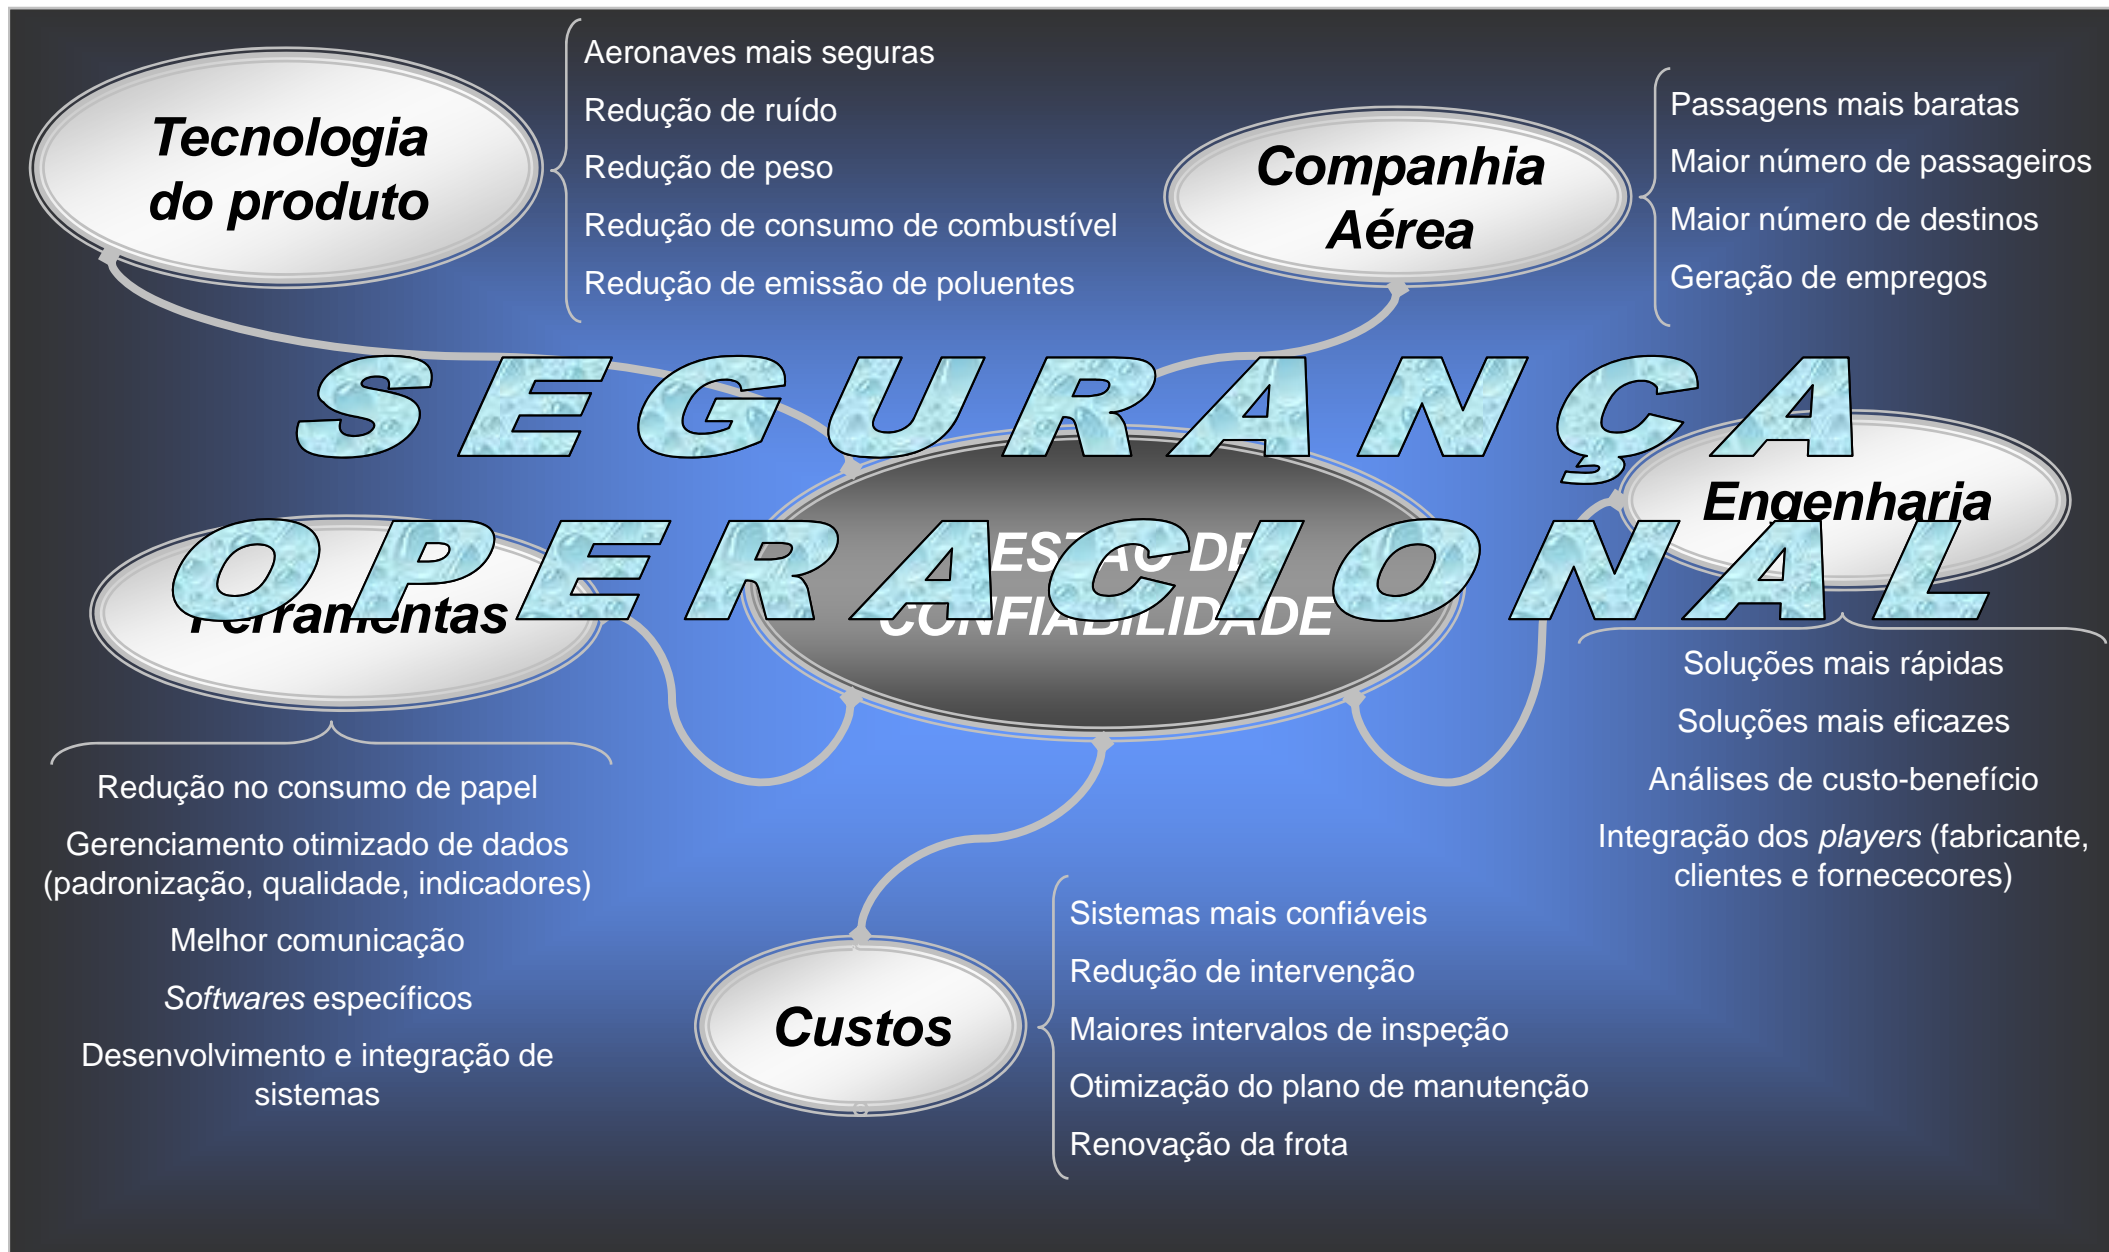 Tecnologia
do produto
Aeronaves mais seguras
Redução de ruído
Redução de peso
Redução de consumo de combustível
Redução de emissão de poluentes
Companhia
Aérea
Passagens mais baratas
Maior número de passageiros
Maior número de destinos
Geração de empregos
SEGURANÇA
OPERACIONAL
GESTÃO DE
CONFIABILIDADE
Engenharia
Soluções mais rápidas
Soluções mais eficazes
Análises de custo-benefício
Integração dos players (fabricante,
clientes e fornececores)
Ferramentas
Redução no consumo de papel
Gerenciamento otimizado de dados
(padronização, qualidade, indicadores)
Melhor comunicação
Softwares específicos
Desenvolvimento e integração de
sistemas
Custos
Sistemas mais confiáveis
Redução de intervenção
Maiores intervalos de inspeção
Otimização do plano de manutenção
Renovação da frota